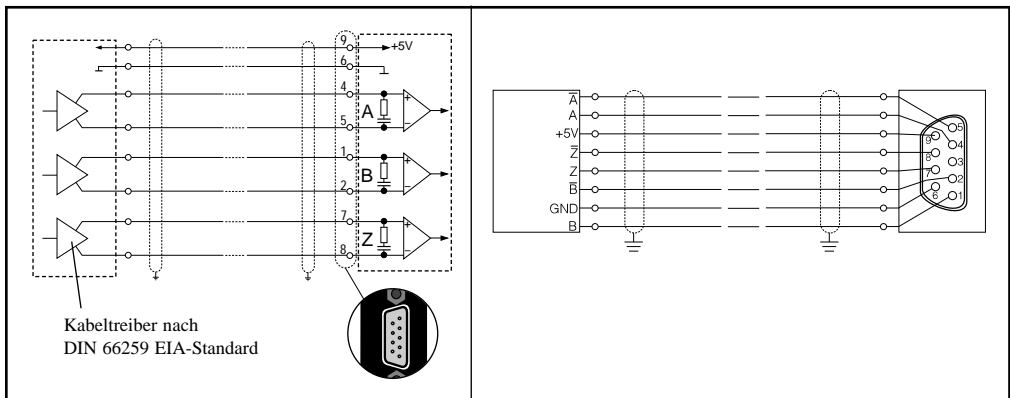 9
+5V
6
4
A
5
1
B
2
7
Z
8
Kabeltreiber nach
DIN 66259 EIA-Standard
A̅
A
+5V
Z̅
Z
B̅
GND
B
5
9
4
8
3
7
2
6
1